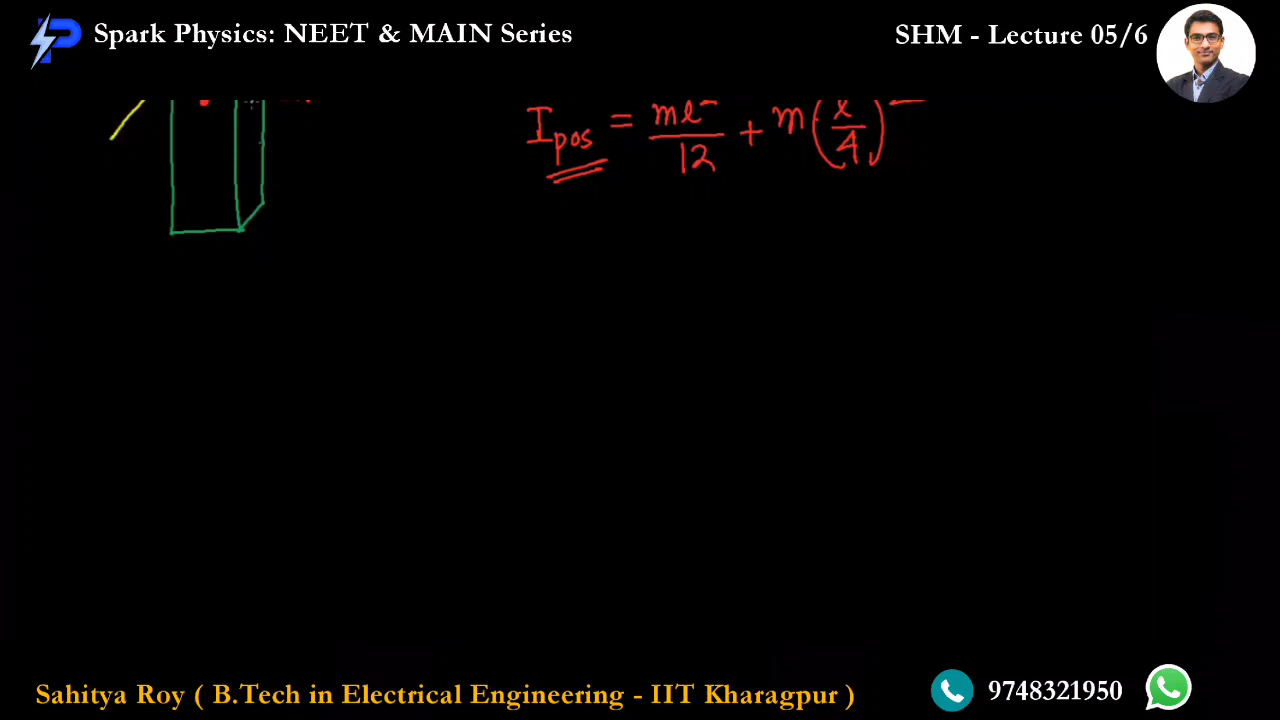 Spark Physics: NEET & MAIN Series
SHM - Lecture 05/6
I_pos = ml²/12 + m(l/4)²
Sahitya Roy ( B.Tech in Electrical Engineering - IIT Kharagpur )
9748321950